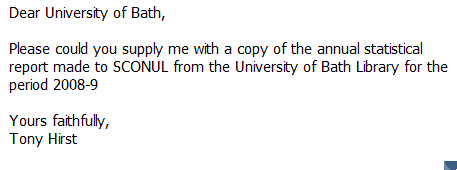 Dear University of Bath,
Please could you supply me with a copy of the annual statistical
report made to SCONUL from the University of Bath Library for the
period 2008-9
Yours faithfully,
Tony Hirst